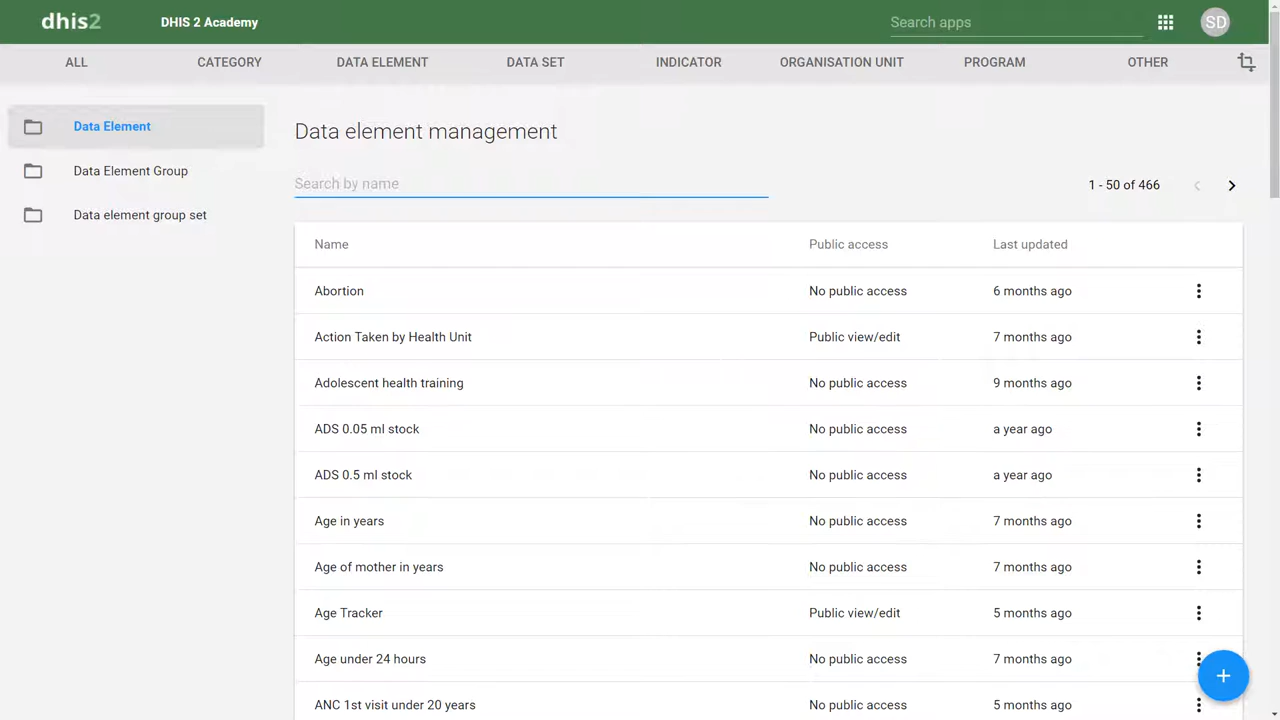 dhis2 DHIS 2 Academy Search apps SD
ALL CATEGORY DATA ELEMENT DATA SET INDICATOR ORGANISATION UNIT PROGRAM OTHER
Data Element
Data Element Group
Data element group set
Data element management
Search by name 1 - 50 of 466
Name Public access Last updated
Abortion No public access 6 months ago
Action Taken by Health Unit Public view/edit 7 months ago
Adolescent health training No public access 9 months ago
ADS 0.05 ml stock No public access a year ago
ADS 0.5 ml stock No public access a year ago
Age in years No public access 7 months ago
Age of mother in years No public access 7 months ago
Age Tracker Public view/edit 5 months ago
Age under 24 hours No public access 7 months ago
ANC 1st visit under 20 years No public access 5 months ago